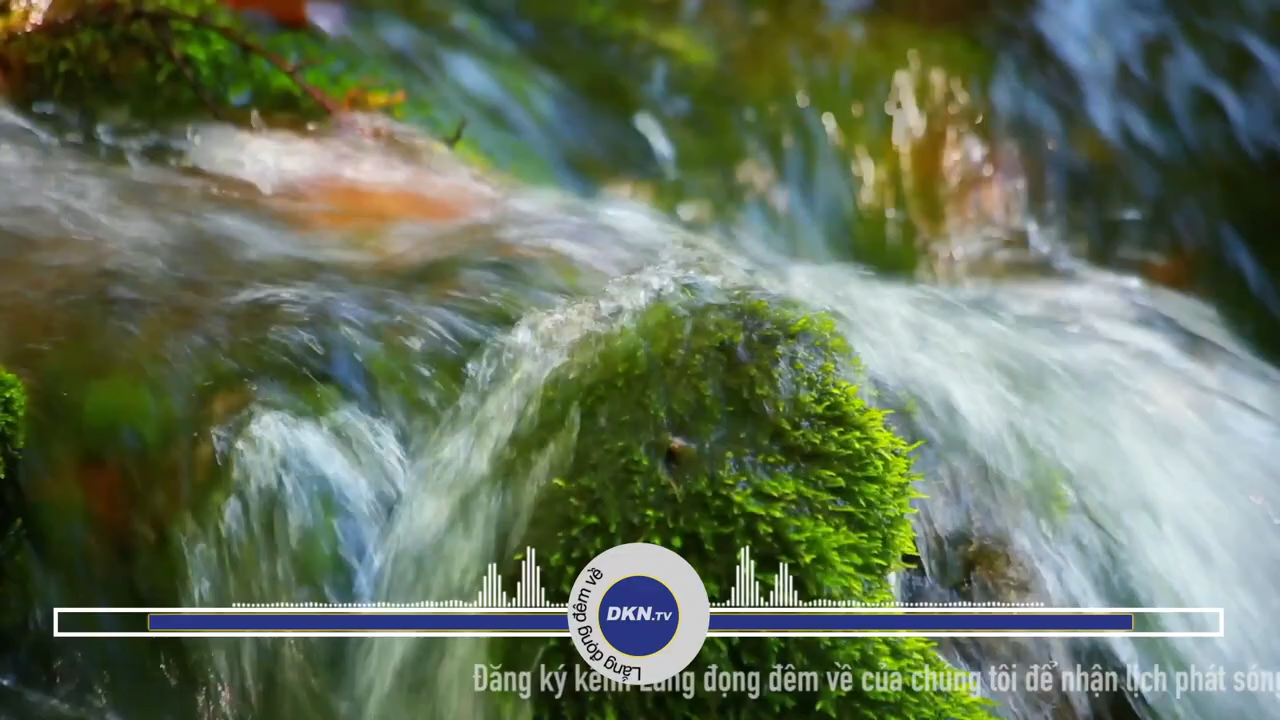 Lắng đọng đêm về
DKN.TV
Đăng ký kênh Lắng đọng đêm về của chúng tôi để nhận lịch phát sóng